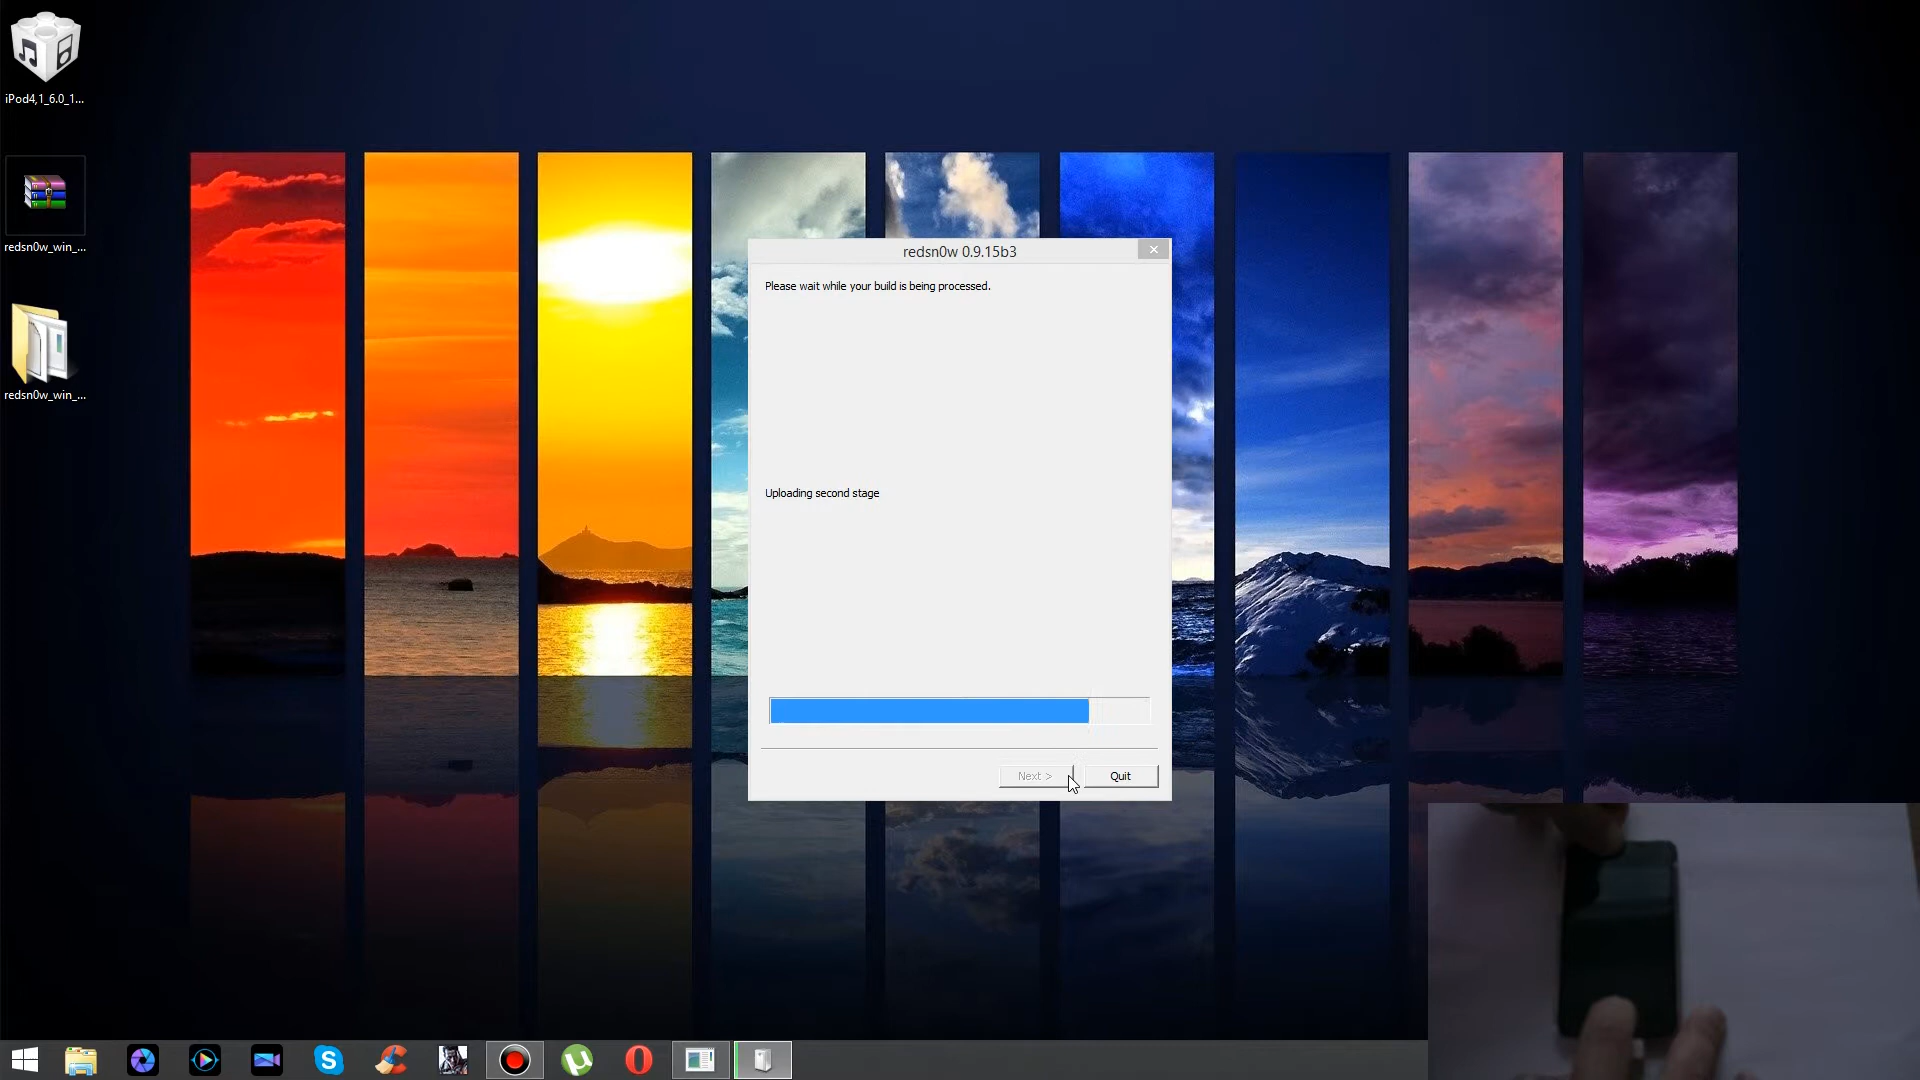 iPod4,1_6.0_1...
redsn0w_win_...
redsn0w_win_...
redsn0w 0.9.15b3
Please wait while your build is being processed.
Uploading second stage
Next >
Quit